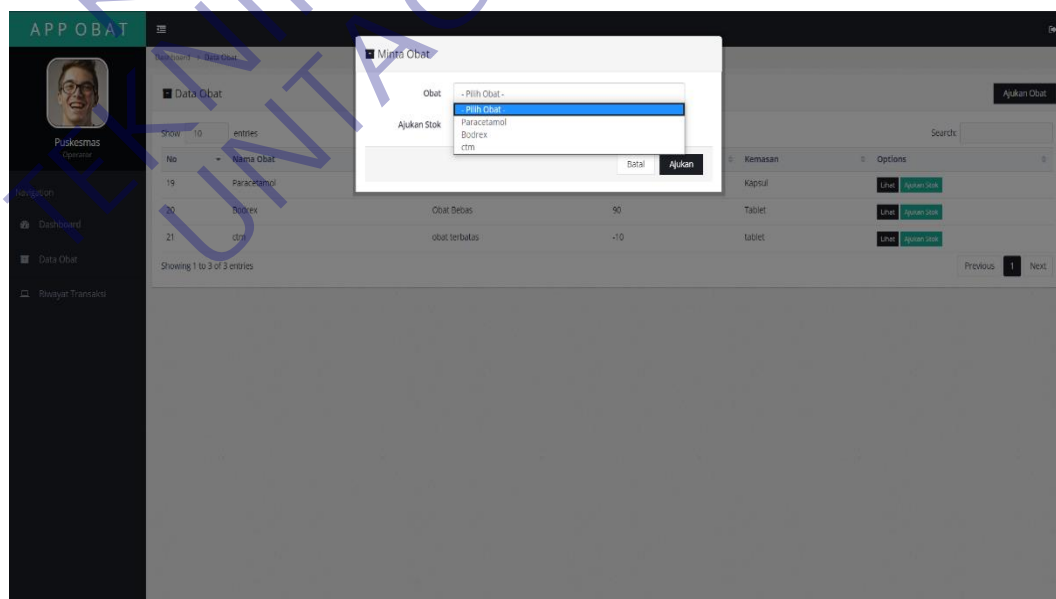 APP OBAT
Puskesmas
Operator
Navigation
Dashboard
Data Obat
Riwayat Transaksi
Dashboard > Data Obat
Data Obat
Ajukan Obat
Show 10 entries
Search:
No Nama Obat Kemasan Options
19 Paracetamol Kapsul Lihat Ajukan Stok
20 Bodrex Obat Bebas 90 Tablet Lihat Ajukan Stok
21 ctm obat terbatas -10 tablet Lihat Ajukan Stok
Showing 1 to 3 of 3 entries
Previous 1 Next
Minta Obat
Obat - Pilih Obat -
- Pilih Obat -
Paracetamol
Bodrex
ctm
Ajukan Stok
Batal Ajukan
TEKNI
UNTAG